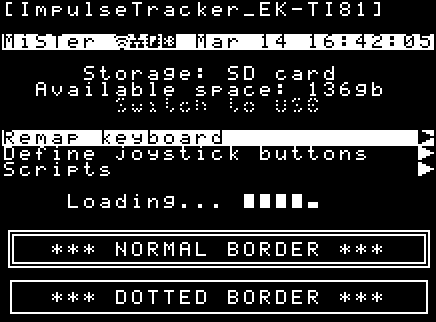 [ImpulseTracker_EK-TI81]
MiSTer Mar 14 16:42:05
Storage: SD card
Available space: 136gb
Switch to USB
Remap keyboard
Define joystick buttons
Scripts
Loading...
*** NORMAL BORDER ***
*** DOTTED BORDER ***